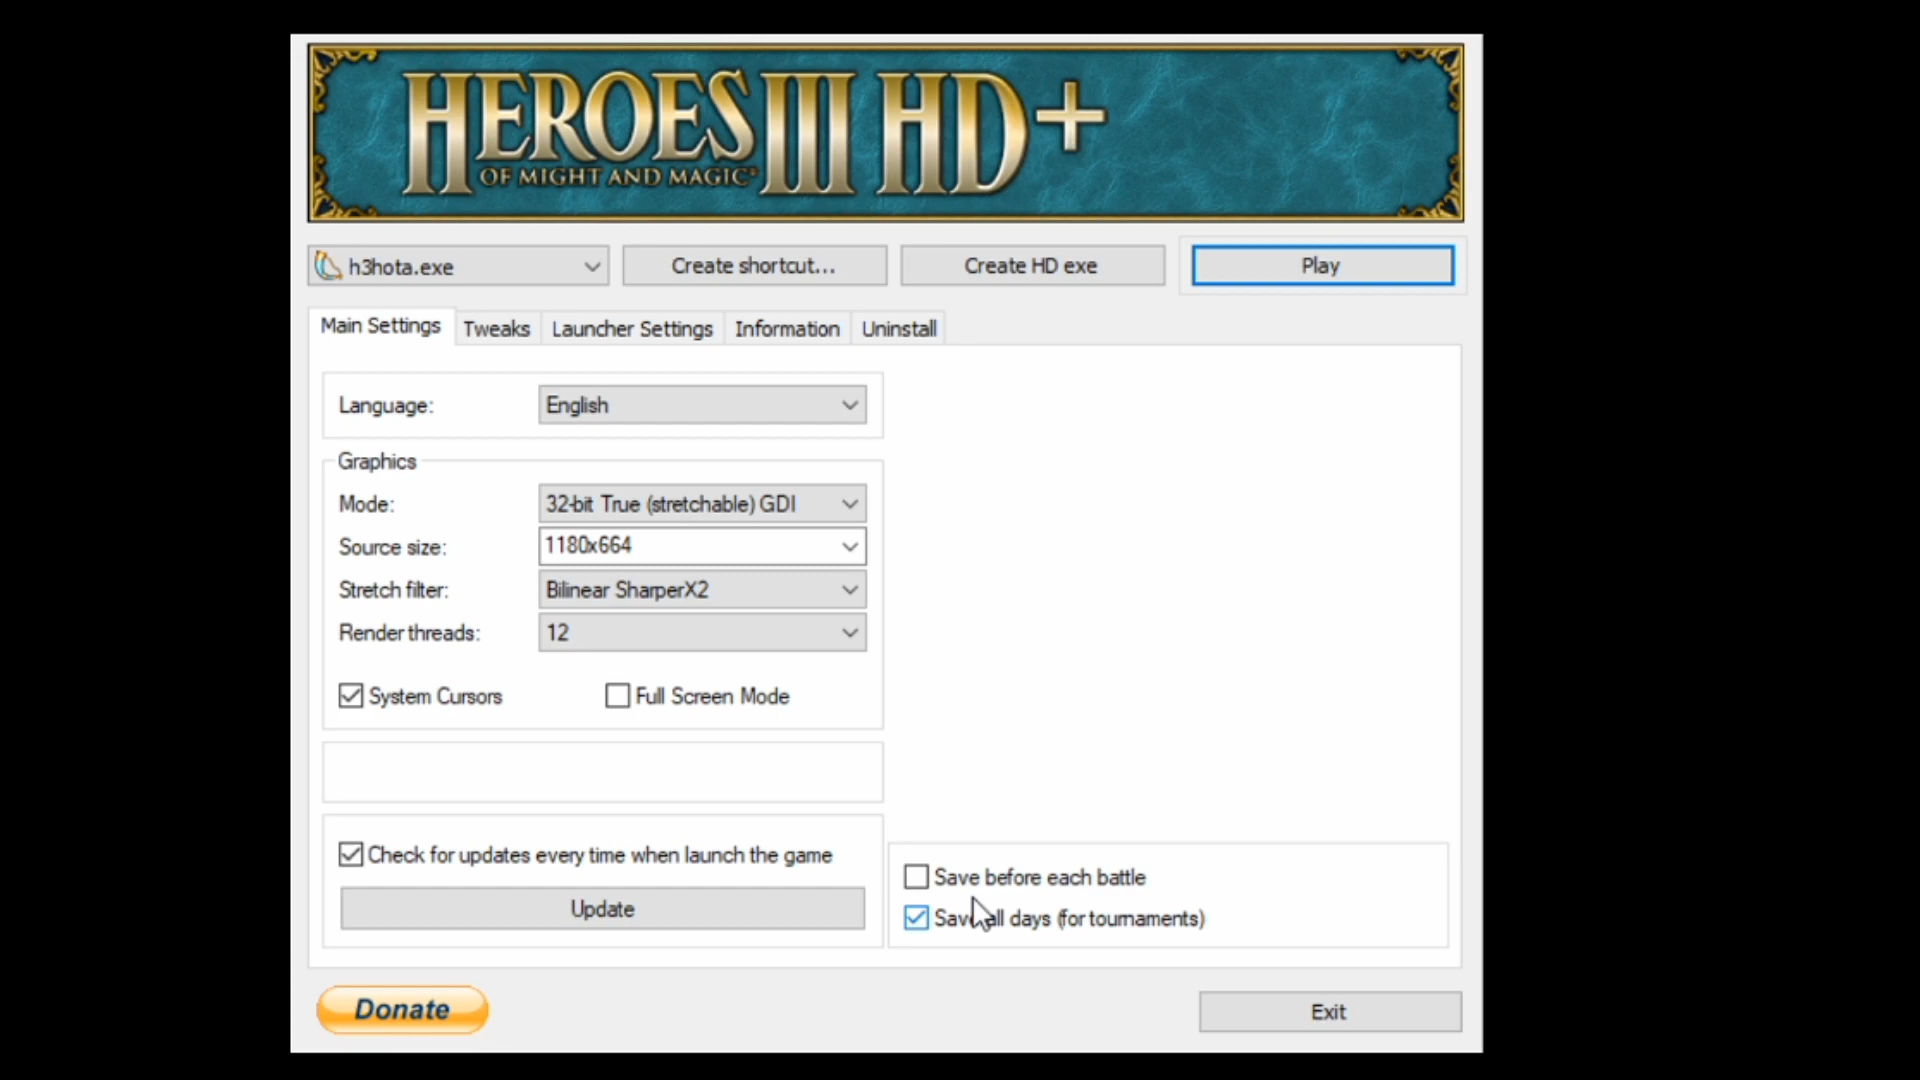 HEROES III HD+
OF MIGHT AND MAGIC®
h3hota.exe
Create shortcut...
Create HD exe
Play
Main Settings
Tweaks
Launcher Settings
Information
Uninstall
Language:
English
Graphics
Mode:
32-bit True (stretchable) GDI
Source size:
1180x664
Stretch filter:
Bilinear SharperX2
Render threads:
12
System Cursors
Full Screen Mode
Check for updates every time when launch the game
Update
Save before each battle
Save all days (for tournaments)
Donate
Exit